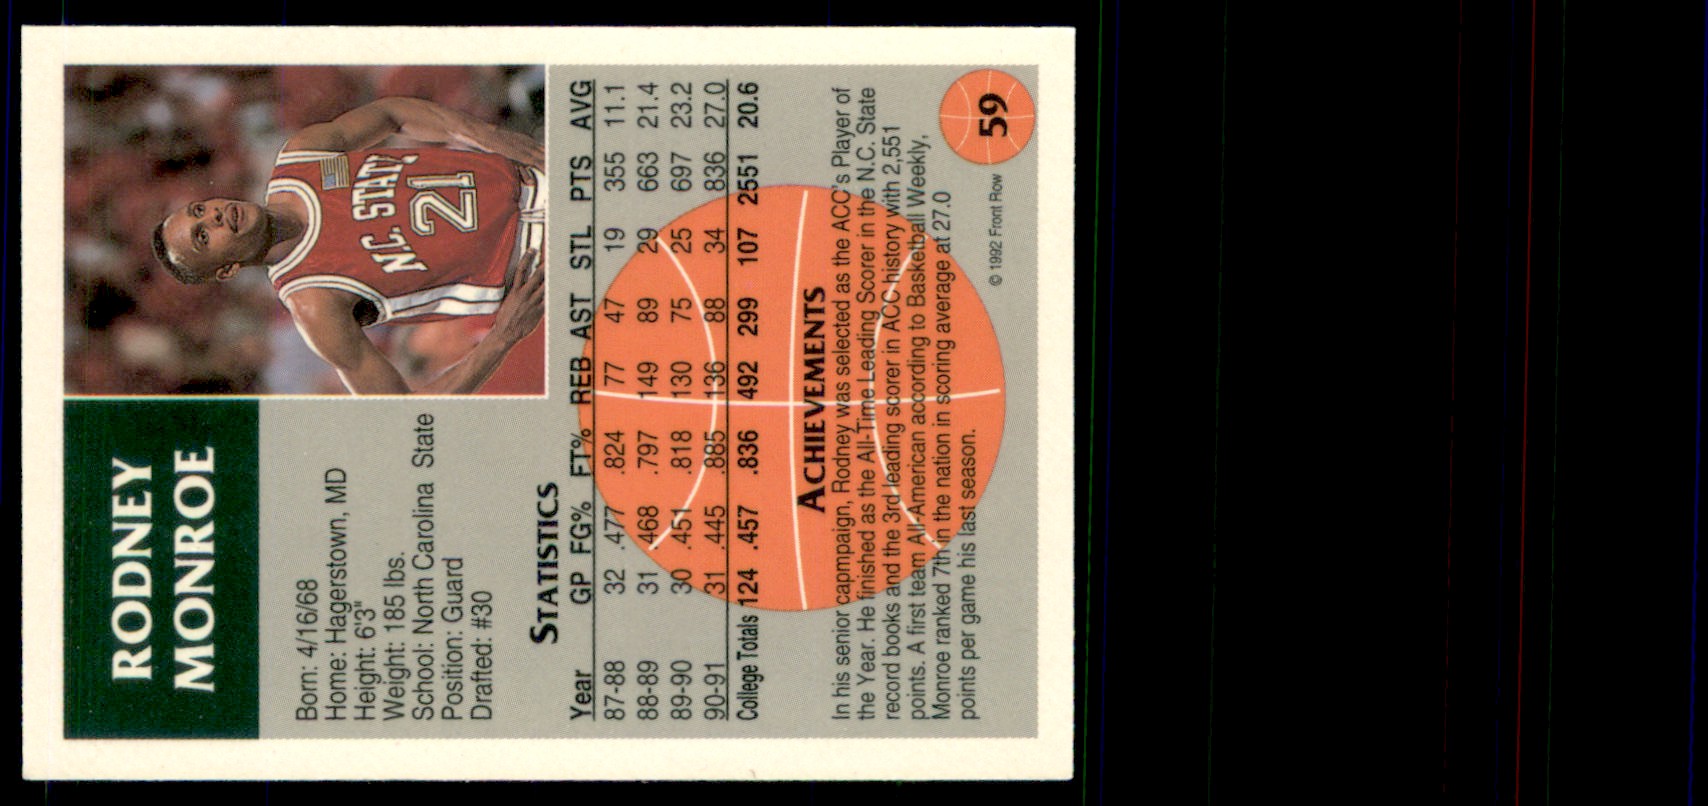 RODNEY
MONROE
N.C. STATE
21
Born: 4/16/68
Home: Hagerstown, MD
Height: 6'3"
Weight: 185 lbs.
School: North Carolina State
Position: Guard
Drafted: #30
STATISTICS
Year GP FG% FT% REB AST STL PTS AVG
87-88 32 .477 .824 77 47 19 355 11.1
88-89 31 .468 .797 149 89 29 663 21.4
89-90 30 .451 .818 130 75 25 697 23.2
90-91 31 .445 .885 136 88 34 836 27.0
College Totals 124 .457 .836 492 299 107 2551 20.6
ACHIEVEMENTS
In his senior capmpaign, Rodney was selected as the ACC's Player of
the Year. He finished as the All-Time Leading Scorer in the N.C. State
record books and the 3rd leading scorer in ACC history with 2,551
points. A first team All-American according to Basketball Weekly,
Monroe ranked 7th in the nation in scoring average at 27.0
points per game his last season.
© 1992 Front Row
59